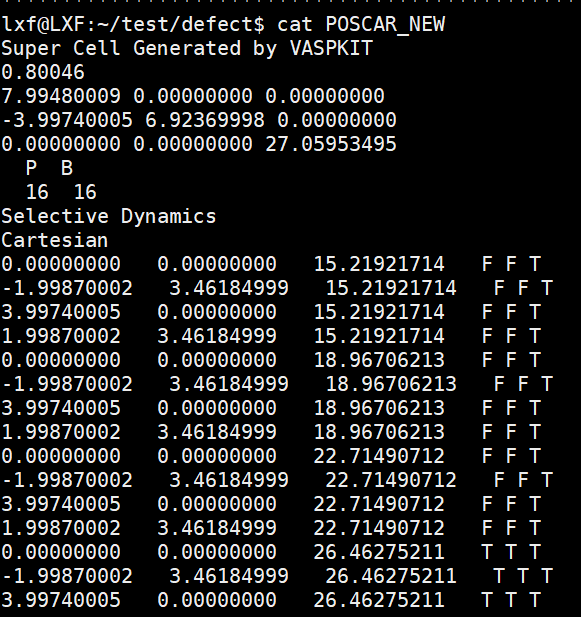 lxf@LXF:~/test/defect$ cat POSCAR_NEW
Super Cell Generated by VASPKIT
0.80046
7.99480009 0.00000000 0.00000000
-3.99740005 6.92369998 0.00000000
0.00000000 0.00000000 27.05953495
P B
16 16
Selective Dynamics
Cartesian
0.00000000 0.00000000 15.21921714 F F T
-1.99870002 3.46184999 15.21921714 F F T
3.99740005 0.00000000 15.21921714 F F T
1.99870002 3.46184999 15.21921714 F F T
0.00000000 0.00000000 18.96706213 F F T
-1.99870002 3.46184999 18.96706213 F F T
3.99740005 0.00000000 18.96706213 F F T
1.99870002 3.46184999 18.96706213 F F T
0.00000000 0.00000000 22.71490712 F F T
-1.99870002 3.46184999 22.71490712 F F T
3.99740005 0.00000000 22.71490712 F F T
1.99870002 3.46184999 22.71490712 F F T
0.00000000 0.00000000 26.46275211 T T T
-1.99870002 3.46184999 26.46275211 T T T
3.99740005 0.00000000 26.46275211 T T T